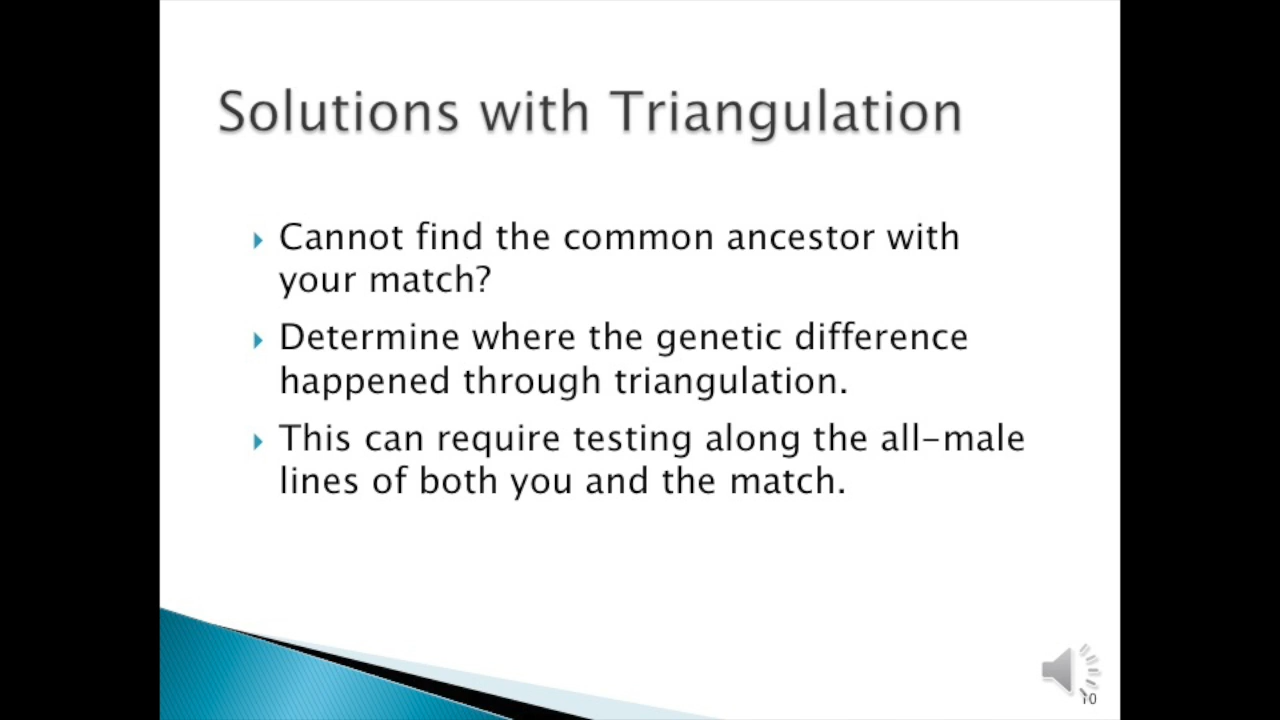 Solutions with Triangulation
Cannot find the common ancestor with
your match?
Determine where the genetic difference
happened through triangulation.
This can require testing along the all-male
lines of both you and the match.
10